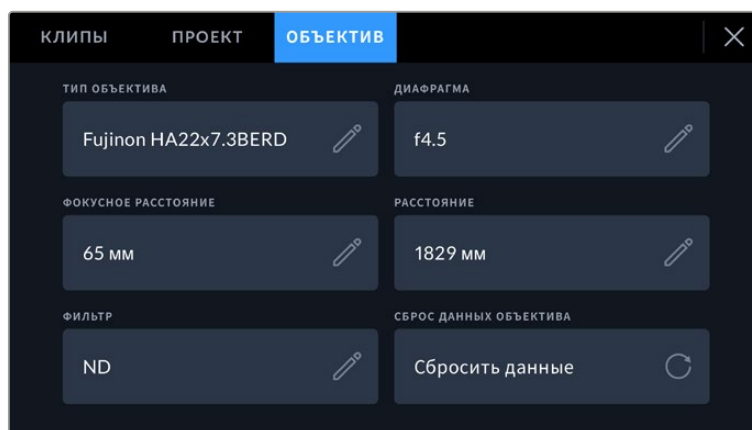 КЛИПЫ ПРОЕКТ ОБЪЕКТИВ
ТИП ОБЪЕКТИВА ДИАФРАГМА
Fujinon HA22x7.3BERD f4.5
ФОКУСНОЕ РАССТОЯНИЕ РАССТОЯНИЕ
65 мм 1829 мм
ФИЛЬТР СБРОС ДАННЫХ ОБЪЕКТИВА
ND Сбросить данные